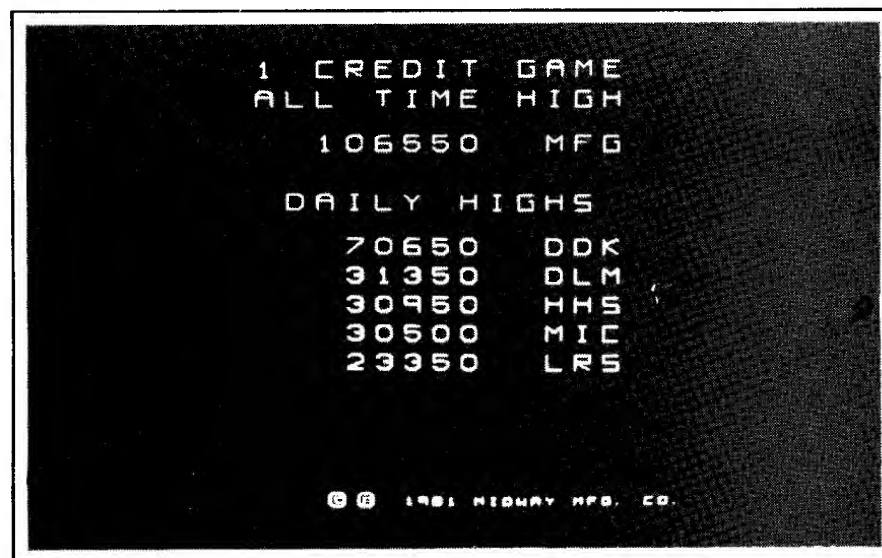 1 CREDIT GAME
ALL TIME HIGH
106550 MFG
DAILY HIGHS
70650 DDK
31350 DLM
30950 HHS
30500 MIC
23350 LRS
© ℗ 1981 MIDWAY MFG. CO.